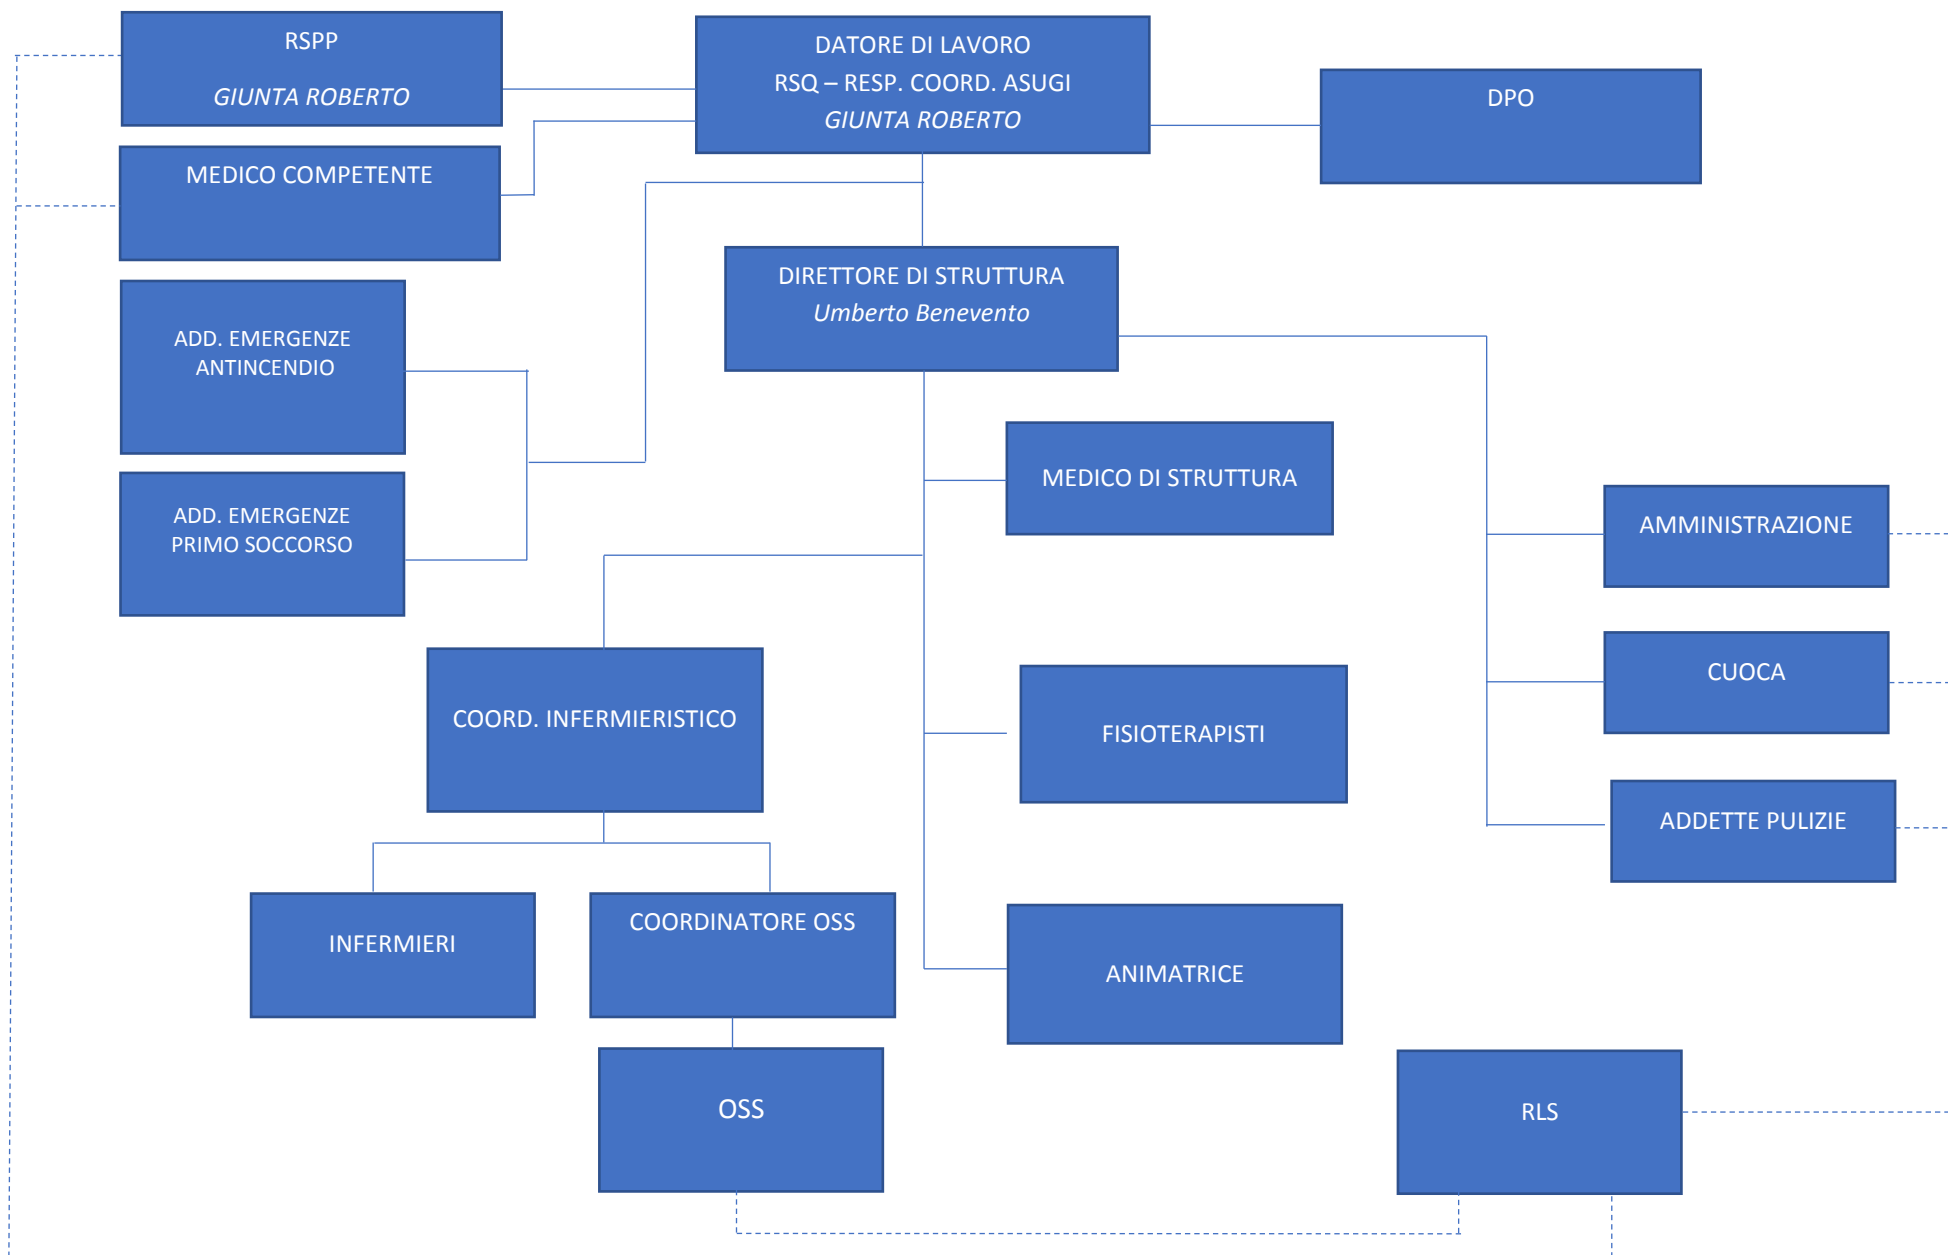 RSPP
GIUNTA ROBERTO
DATORE DI LAVORO
RSQ – RESP. COORD. ASUGI
GIUNTA ROBERTO
DPO
MEDICO COMPETENTE
DIRETTORE DI STRUTTURA
Umberto Benevento
ADD. EMERGENZE
ANTINCENDIO
MEDICO DI STRUTTURA
ADD. EMERGENZE
PRIMO SOCCORSO
AMMINISTRAZIONE
COORD. INFERMIERISTICO
FISIOTERAPISTI
CUOCA
ADDETTE PULIZIE
INFERMIERI
COORDINATORE OSS
ANIMATRICE
OSS
RLS